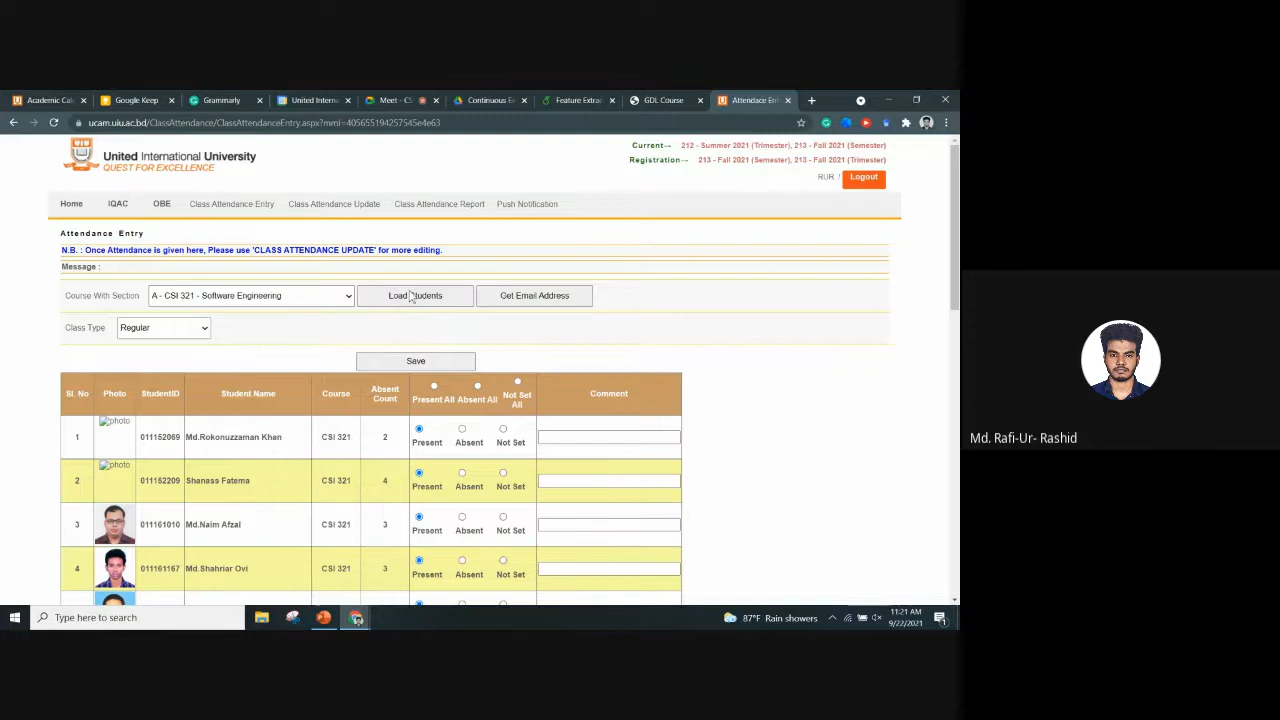 Academic Cal
Google Keep
Grammarly
United Interna
Meet - CS
Continuous Ex
Feature Extrac
GDL Course
Attendace En
ucam.uiu.ac.bd/ClassAttendance/ClassAttendanceEntry.aspx?mmi=405655194257545e4e63
United International University
QUEST FOR EXCELLENCE
Current→ 212 - Summer 2021 (Trimester), 213 - Fall 2021 (Semester)
Registration→ 213 - Fall 2021 (Semester), 213 - Fall 2021 (Trimester)
RUR / Logout
Home IQAC OBE Class Attendance Entry Class Attendance Update Class Attendance Report Push Notification
Attendance Entry
N.B. : Once Attendance is given here, Please use 'CLASS ATTENDANCE UPDATE' for more editing.
Message :
Course With Section A - CSI 321 - Software Engineering Load Students Get Email Address
Class Type Regular
Save
Sl. No Photo StudentID Student Name Course Absent Count Present All Absent All Not Set All Comment
1 photo 011152069 Md.Rokonuzzaman Khan CSI 321 2 Present Absent Not Set
2 photo 011152209 Shanass Fatema CSI 321 4 Present Absent Not Set
3 011161010 Md.Naim Afzal CSI 321 3 Present Absent Not Set
4 011161167 Md.Shahriar Ovi CSI 321 3 Present Absent Not Set
Type here to search
87°F Rain showers
11:21 AM
9/22/2021
1
Md. Rafi-Ur- Rashid